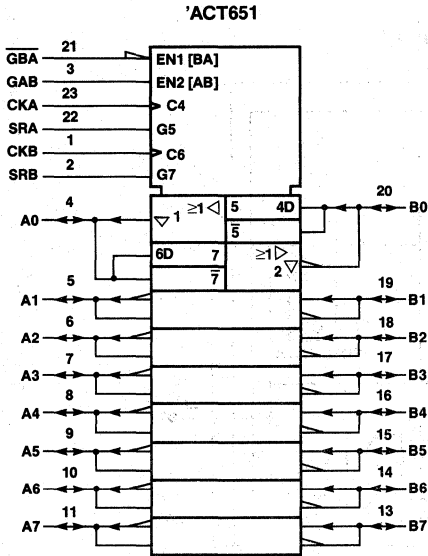 'ACT651
GBA 21 EN1 [BA]
GAB 3 EN2 [AB]
CKA 23 C4
SRA 22 G5
CKB 1 C6
SRB 2 G7
A0 4 ≥1 ◁ ▽ 1 5 4D 20 B0
5
6D 7 ≥1 ▷
7 2 ▽
A1 5 19 B1
A2 6 18 B2
A3 7 17 B3
A4 8 16 B4
A5 9 15 B5
A6 10 14 B6
A7 11 13 B7